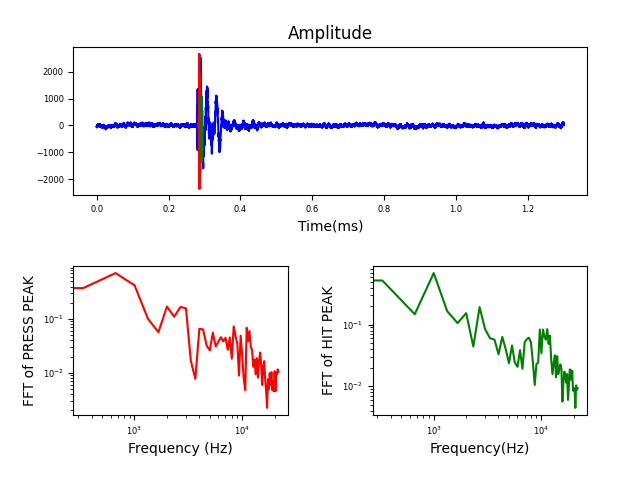 Amplitude
2000
1000
0
−1000
−2000
0.0 0.2 0.4 0.6 0.8 1.0 1.2
Time(ms)
FFT of PRESS PEAK
10⁻¹
10⁻²
10³ 10⁴
Frequency (Hz)
FFT of HIT PEAK
10⁻¹
10⁻²
10³ 10⁴
Frequency(Hz)